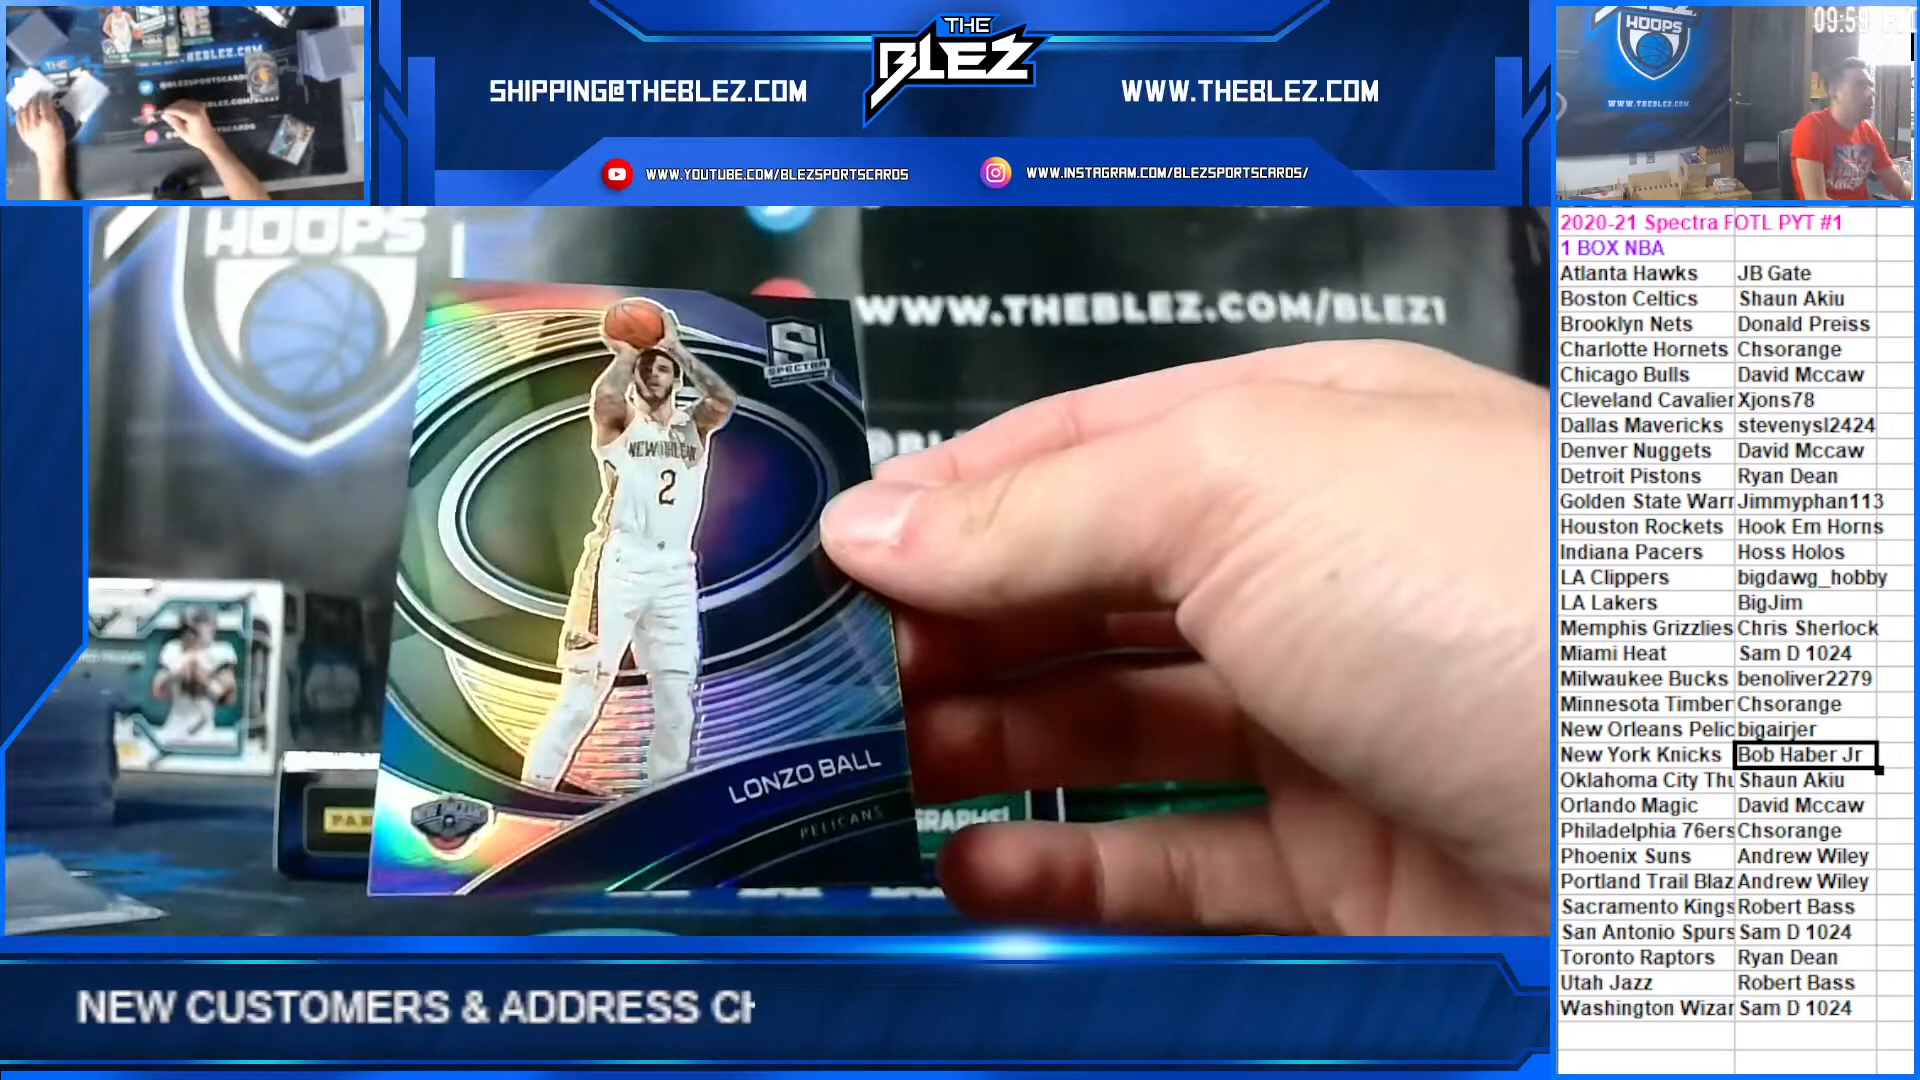 THE
BLEZ
SHIPPING@THEBLEZ.COM
WWW.THEBLEZ.COM
WWW.YOUTUBE.COM/BLEZSPORTSCARDS
WWW.INSTAGRAM.COM/BLEZSPORTSCARDS/
HOOPS
WWW.THEBLEZ.COM
HOOPS
WWW.THEBLEZ.COM/BLEZ1
SPECTRA
NEW ORLEANS
2
LONZO BALL
PELICANS
NEW CUSTOMERS & ADDRESS CH
2020-21 Spectra FOTL PYT #1
1 BOX NBA
Atlanta Hawks JB Gate
Boston Celtics Shaun Akiu
Brooklyn Nets Donald Preiss
Charlotte Hornets Chsorange
Chicago Bulls David Mccaw
Cleveland Cavalier Xjons78
Dallas Mavericks stevenysl2424
Denver Nuggets David Mccaw
Detroit Pistons Ryan Dean
Golden State Warr Jimmyphan113
Houston Rockets Hook Em Horns
Indiana Pacers Hoss Holos
LA Clippers bigdawg_hobby
LA Lakers BigJim
Memphis Grizzlies Chris Sherlock
Miami Heat Sam D 1024
Milwaukee Bucks benoliver2279
Minnesota Timber Chsorange
New Orleans Pelic bigairjer
New York Knicks Bob Haber Jr
Oklahoma City Thu Shaun Akiu
Orlando Magic David Mccaw
Philadelphia 76ers Chsorange
Phoenix Suns Andrew Wiley
Portland Trail Blaz Andrew Wiley
Sacramento Kings Robert Bass
San Antonio Spurs Sam D 1024
Toronto Raptors Ryan Dean
Utah Jazz Robert Bass
Washington Wizar Sam D 1024